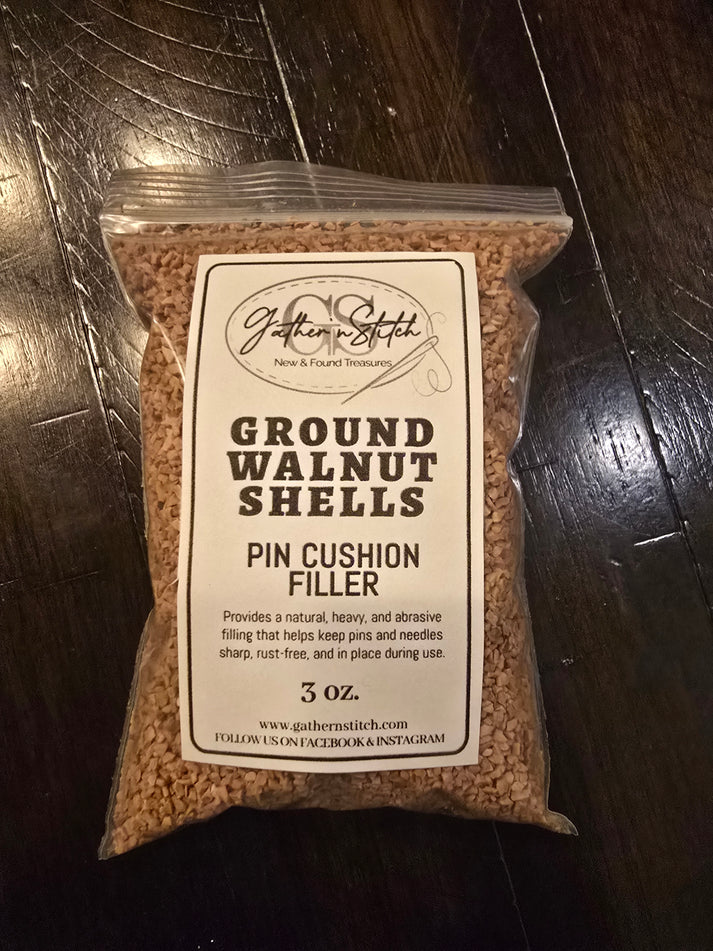 GS
Gather 'n Stitch
New & Found Treasures
GROUND
WALNUT
SHELLS
PIN CUSHION
FILLER
Provides a natural, heavy, and abrasive
filling that helps keep pins and needles
sharp, rust-free, and in place during use.
3 oz.
www.gathernstitch.com
FOLLOW US ON FACEBOOK & INSTAGRAM